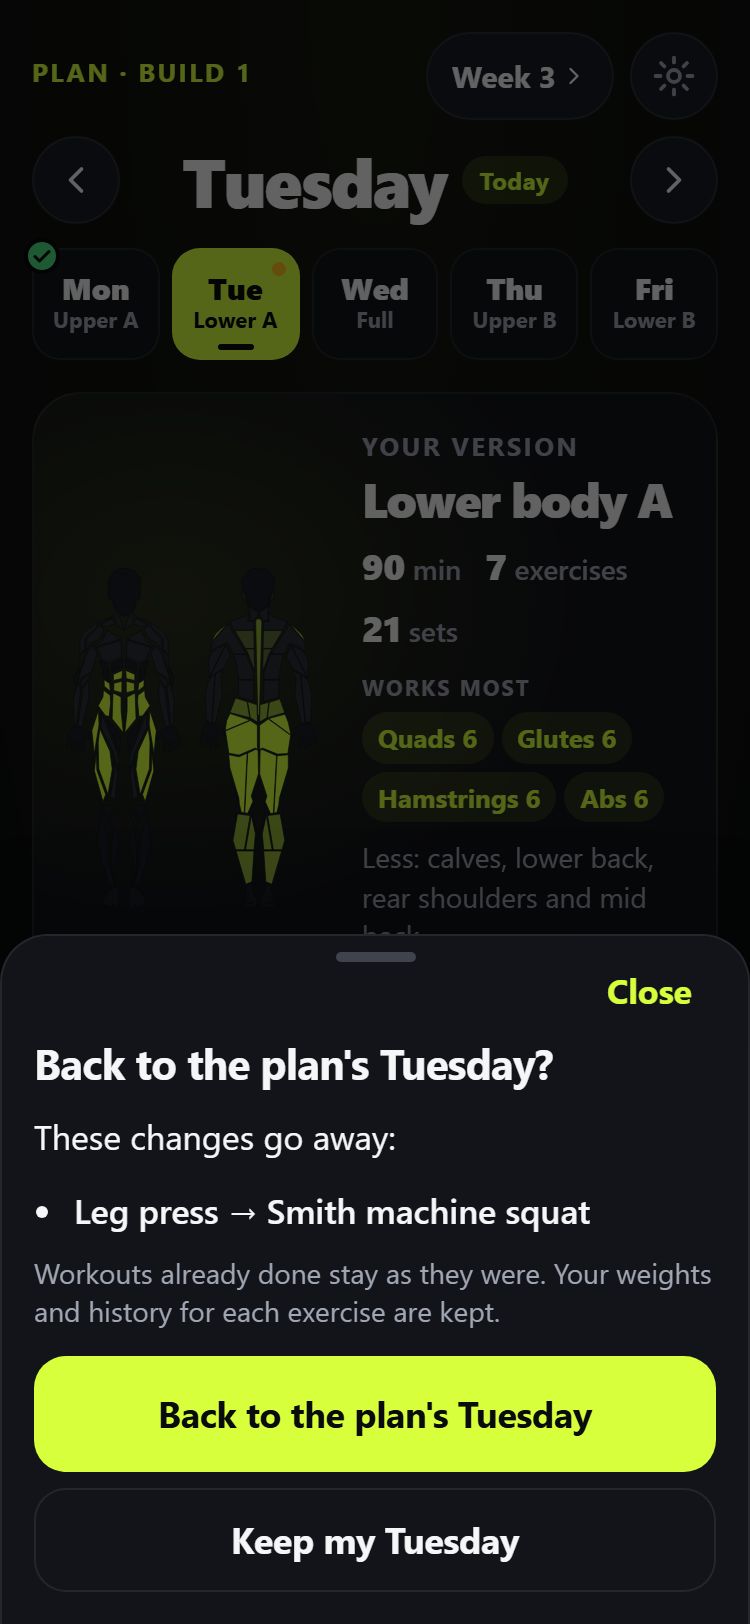 PLAN · BUILD 1
Week 3
Tuesday
Today
Mon
Upper A
Tue
Lower A
Wed
Full
Thu
Upper B
Fri
Lower B
YOUR VERSION
Lower body A
90 min 7 exercises
21 sets
WORKS MOST
Quads 6
Glutes 6
Hamstrings 6
Abs 6
Less: calves, lower back,
rear shoulders and mid
back
Close
Back to the plan's Tuesday?
These changes go away:
• Leg press → Smith machine squat
Workouts already done stay as they were. Your weights
and history for each exercise are kept.
Back to the plan's Tuesday
Keep my Tuesday